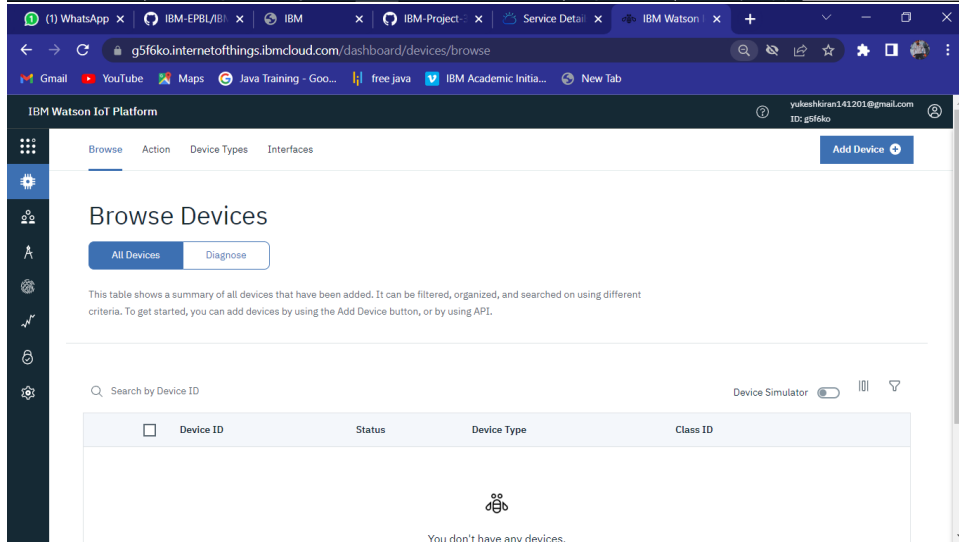 (1) WhatsApp
IBM-EPBL/IBM
IBM
IBM-Project-
Service Detail
IBM Watson
g5f6ko.internetofthings.ibmcloud.com/dashboard/devices/browse
Gmail
YouTube
Maps
Java Training - Goo...
free java
IBM Academic Initia...
New Tab
IBM Watson IoT Platform
yukeshkiran141201@gmail.com
ID: g5f6ko
Browse
Action
Device Types
Interfaces
Add Device
Browse Devices
All Devices
Diagnose
This table shows a summary of all devices that have been added. It can be filtered, organized, and searched on using different
criteria. To get started, you can add devices by using the Add Device button, or by using API.
Search by Device ID
Device Simulator
Device ID
Status
Device Type
Class ID
You don't have any devices.